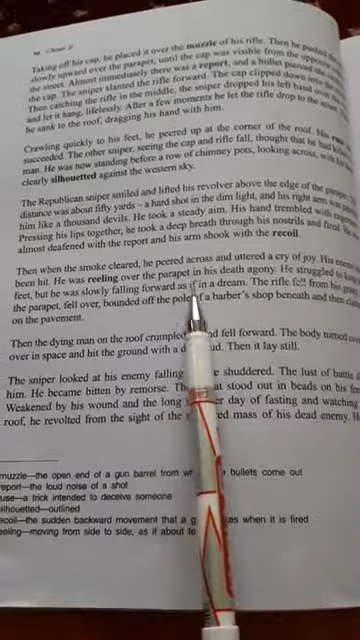 44 Choice
Taking off his cap, he placed it over the muzzle of his rifle. Then he pushed the
slowly upward over the parapet, until the cap was visible from the opposite
the street. Almost immediately there was a report, and a bullet pierced the
the cap. The sniper slanted the rifle forward. The cap clipped down into the
Then catching the rifle in the middle, the sniper dropped his left hand over the
and let it hang, lifelessly. After a few moments he let the rifle drop to the
he sank to the roof, dragging his hand with him.
Crawling quickly to his feet, he peered up at the corner of the roof. His
succeeded. The other sniper, seeing the cap and rifle fall, thought that he had
man. He was now standing before a row of chimney pots, looking across, with
clearly silhouetted against the western sky.
The Republican sniper smiled and lifted his revolver above the edge of the parapet.
distance was about fifty yards – a hard shot in the dim light, and his right arm was
him like a thousand devils. He took a steady aim. His hand trembled with
Pressing his lips together, he took a deep breath through his nostrils and fired.
almost deafened with the report and his arm shook with the recoil.
Then when the smoke cleared, he peered across and uttered a cry of joy. His
been hit. He was reeling over the parapet in his death agony. He struggled to
feet, but he was slowly falling forward as if in a dream. The rifle fell from his
the parapet, fell over, bounded off the pole of a barber's shop beneath and then
on the pavement.
Then the dying man on the roof crumpled and fell forward. The body turned
over in space and hit the ground with a ud. Then it lay still.
The sniper looked at his enemy falling e shuddered. The lust of battle
him. He became bitten by remorse. Th at stood out in beads on his
Weakened by his wound and the long er day of fasting and watching
roof, he revolted from the sight of the red mass of his dead enemy.
muzzle—the open end of a gun barrel from w bullets come out
report—the loud noise of a shot
use—a trick intended to deceive someone
silhouetted—outlined
ecoil—the sudden backward movement that a g es when it is fired
eeling—moving from side to side, as if about to